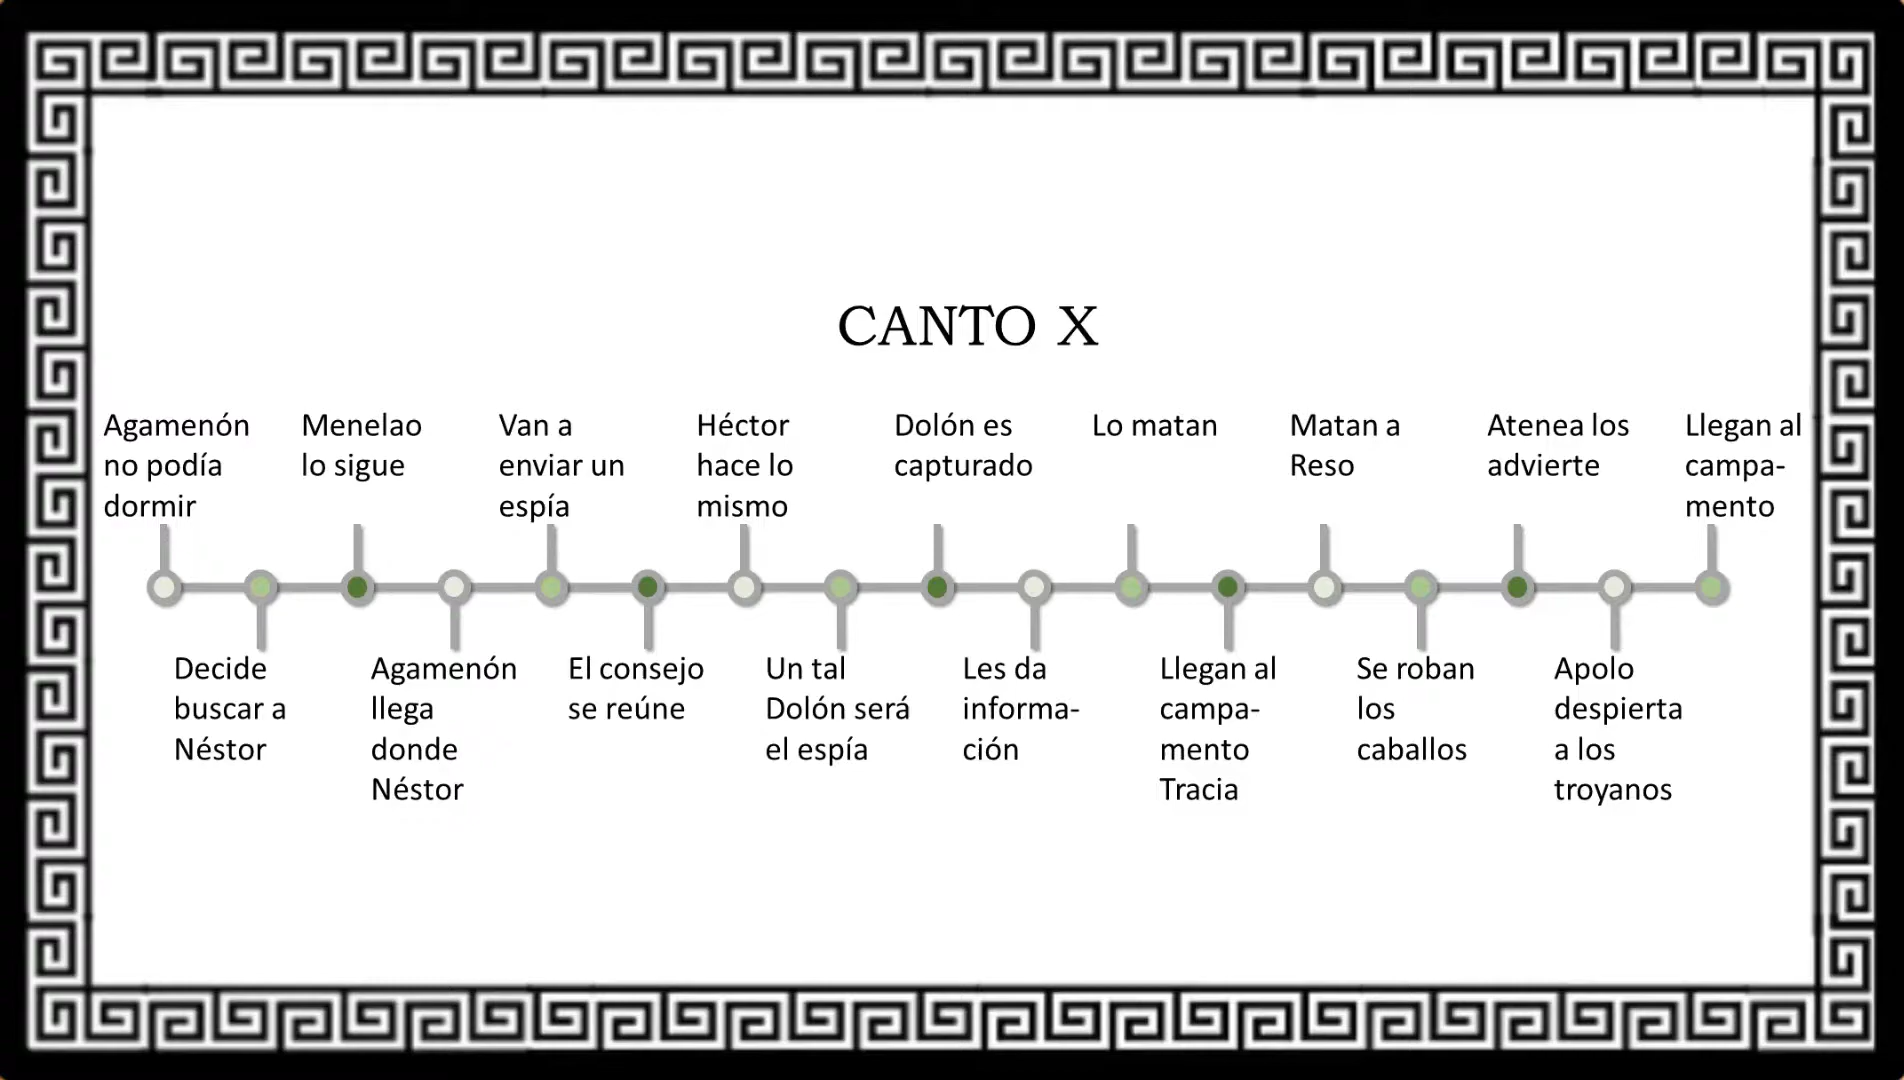 CANTO X
Agamenón
no podía
dormir
Decide
buscar a
Néstor
Menelao
lo sigue
Agamenón
llega
donde
Néstor
Van a
enviar un
espía
El consejo
se reúne
Héctor
hace lo
mismo
Un tal
Dolón será
el espía
Dolón es
capturado
Les da
informa-
ción
Lo matan
Llegan al
campa-
mento
Tracia
Matan a
Reso
Se roban
los
caballos
Atenea los
advierte
Apolo
despierta
a los
troyanos
Llegan al
campa-
mento